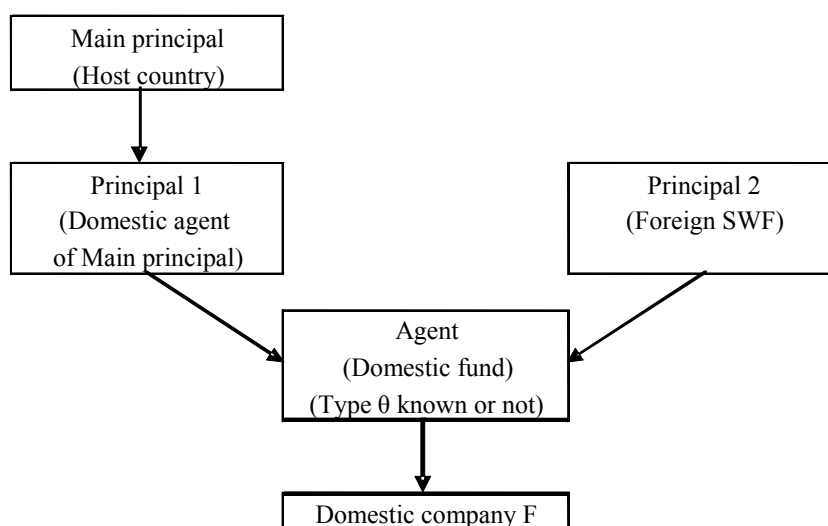 Main principal
(Host country)
Principal 1
(Domestic agent
of Main principal)
Principal 2
(Foreign SWF)
Agent
(Domestic fund)
(Type θ known or not)
Domestic company F